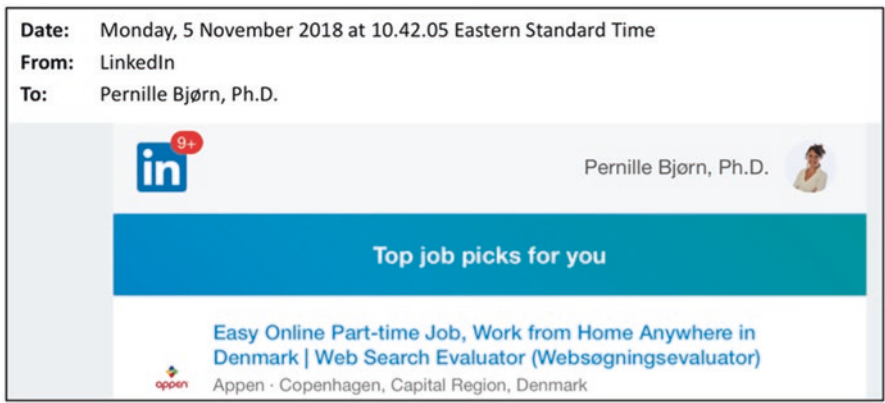 Date: Monday, 5 November 2018 at 10.42.05 Eastern Standard Time
From: LinkedIn
To: Pernille Bjørn, Ph.D.
in 9+
Pernille Bjørn, Ph.D.
Top job picks for you
Easy Online Part-time Job, Work from Home Anywhere in
Denmark | Web Search Evaluator (Websøgningsevaluator)
appen
Appen · Copenhagen, Capital Region, Denmark